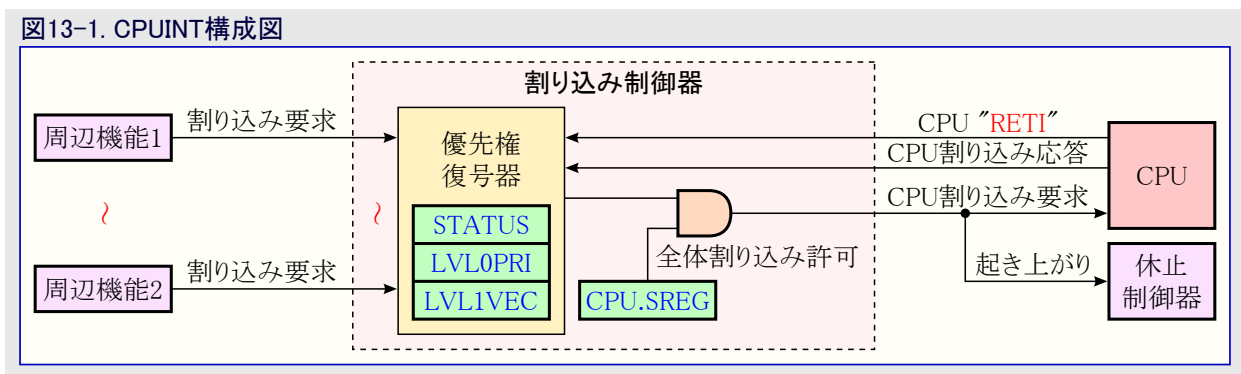 図13-1. CPUINT構成図
割り込み制御器
周辺機能1
割り込み要求
優先権
復号器
CPU "RETI"
CPU割り込み応答
CPU
CPU割り込み要求
STATUS
LVL0PRI
LVL1VEC
全体割り込み許可
CPU.SREG
周辺機能2
割り込み要求
起き上がり
休止
制御器